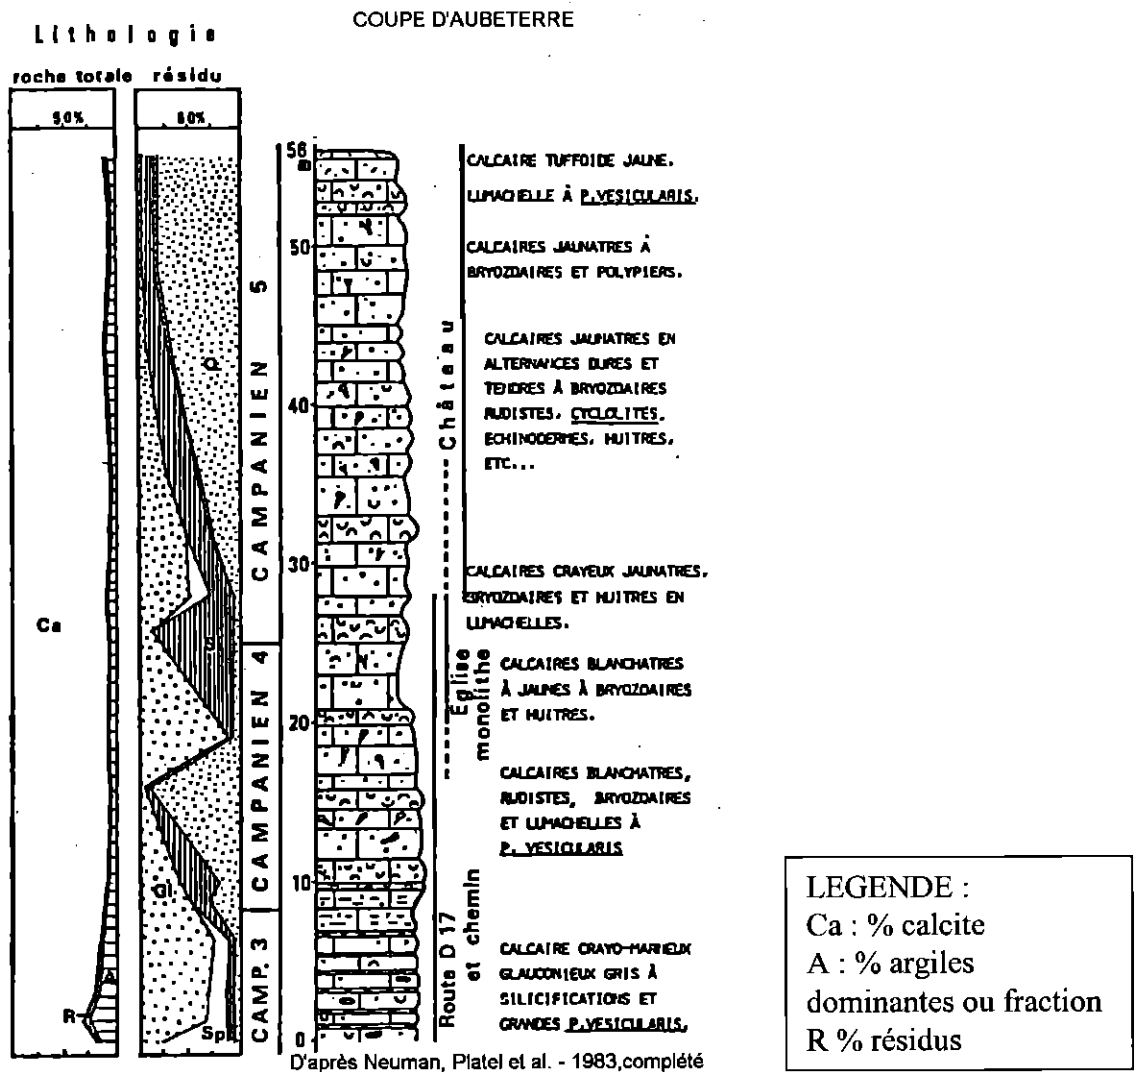 COUPE D'AUBETERRE
Lithologie
roche totale résidu
50% 80%
Ca
R
A
Q
S
Gl
Spi
CAMPANIEN 5
CAMPANIEN 4
CAMP. 3
56
m
50
40
30
20
10
0
Château
Eglise
monolithe
Route D 17
et chemin
CALCAIRE TUFFOIDE JAUNE.
LUMACHELLE À P.VESICULARIS.
CALCAIRES JAUNATRES À
BRYOZOAIRES ET POLYPIERS.
CALCAIRES JAUNATRES EN
ALTERNANCES DURES ET
TENDRES À BRYOZOAIRES
RUDISTES, CYCLOLITES,
ECHINODERMES, HUITRES,
ETC...
CALCAIRES CRAYEUX JAUNATRES,
BRYOZOAIRES ET HUITRES EN
LUMACHELLES.
CALCAIRES BLANCHATRES
À JAUNES À BRYOZOAIRES
ET HUITRES.
CALCAIRES BLANCHATRES,
RUDISTES, BRYOZOAIRES
ET LUMACHELLES À
P. VESICULARIS
CALCAIRE CRAYO-MARNEUX
GLAUCONIEUX GRIS À
SILICIFICATIONS ET
GRANDES P.VESICULARIS.
D'après Neuman, Platel et al. - 1983,complété
LEGENDE :
Ca : % calcite
A : % argiles
dominantes ou fraction
R % résidus